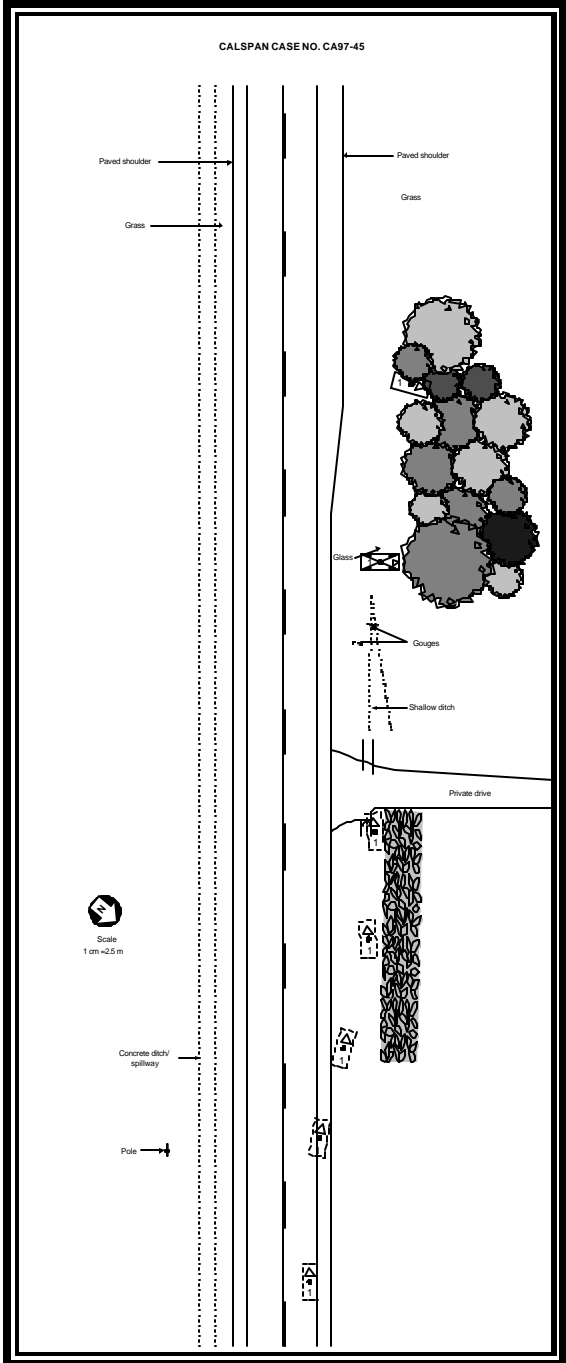 CALSPAN CASE NO. CA97-45
Paved shoulder
Paved shoulder
Grass
Grass
1
Glass
Gouges
Shallow ditch
Private drive
1
N
Scale
1 cm =2.5 m
1
Concrete ditch/
spillway
1
Pole
1
1